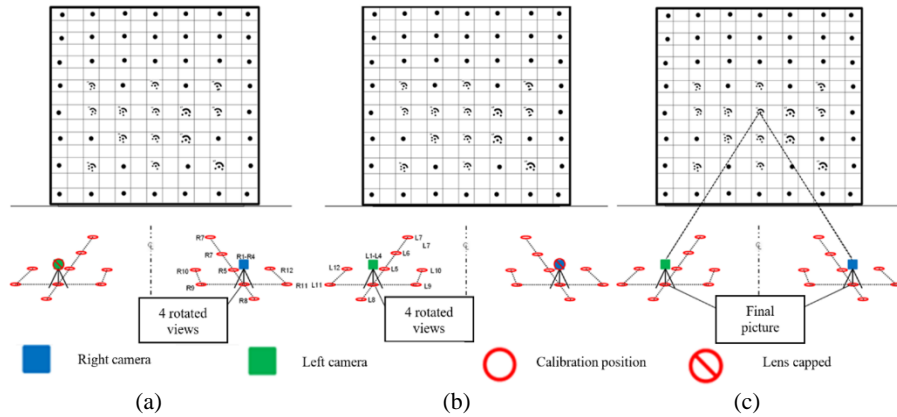 ℄
℄
℄
R7
R7
R1-R4
R10
R5
R12
R9
R11
R8
L7
L7
L1-L4
L6
L12
L5
L10
L11
L9
L8
4 rotated
views
4 rotated
views
Final
picture
Right camera
Left camera
Calibration position
Lens capped
(a)
(b)
(c)